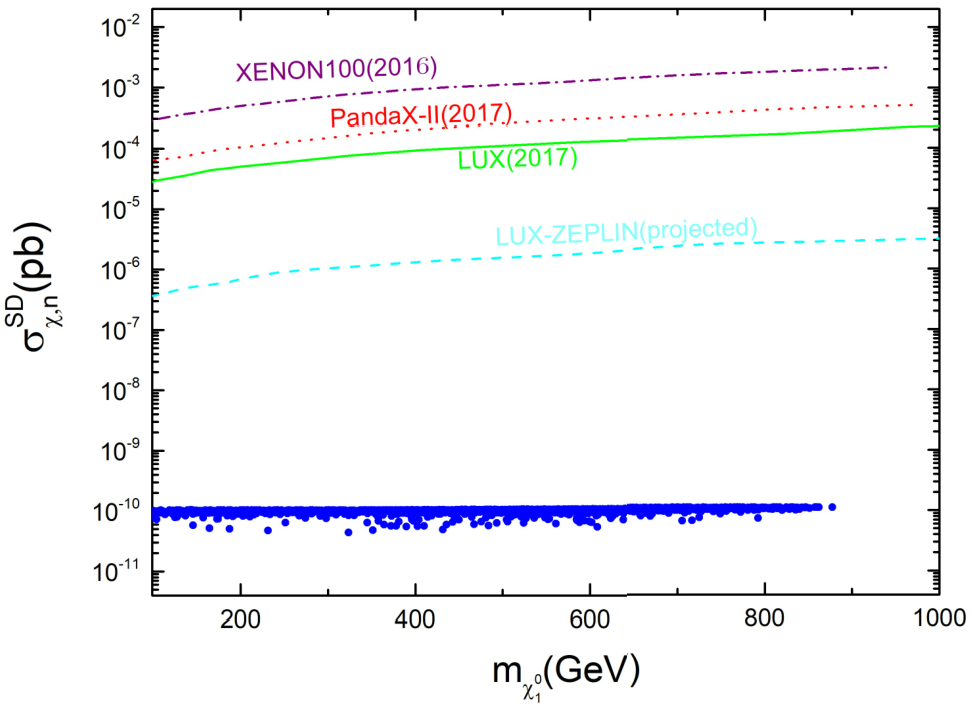 10⁻²
10⁻³
10⁻⁴
10⁻⁵
10⁻⁶
10⁻⁷
10⁻⁸
10⁻⁹
10⁻¹⁰
10⁻¹¹
σ^SD_χ,n(pb)
XENON100(2016)
PandaX-II(2017)
LUX(2017)
LUX-ZEPLIN(projected)
200 400 600 800 1000
m_χ₁⁰(GeV)